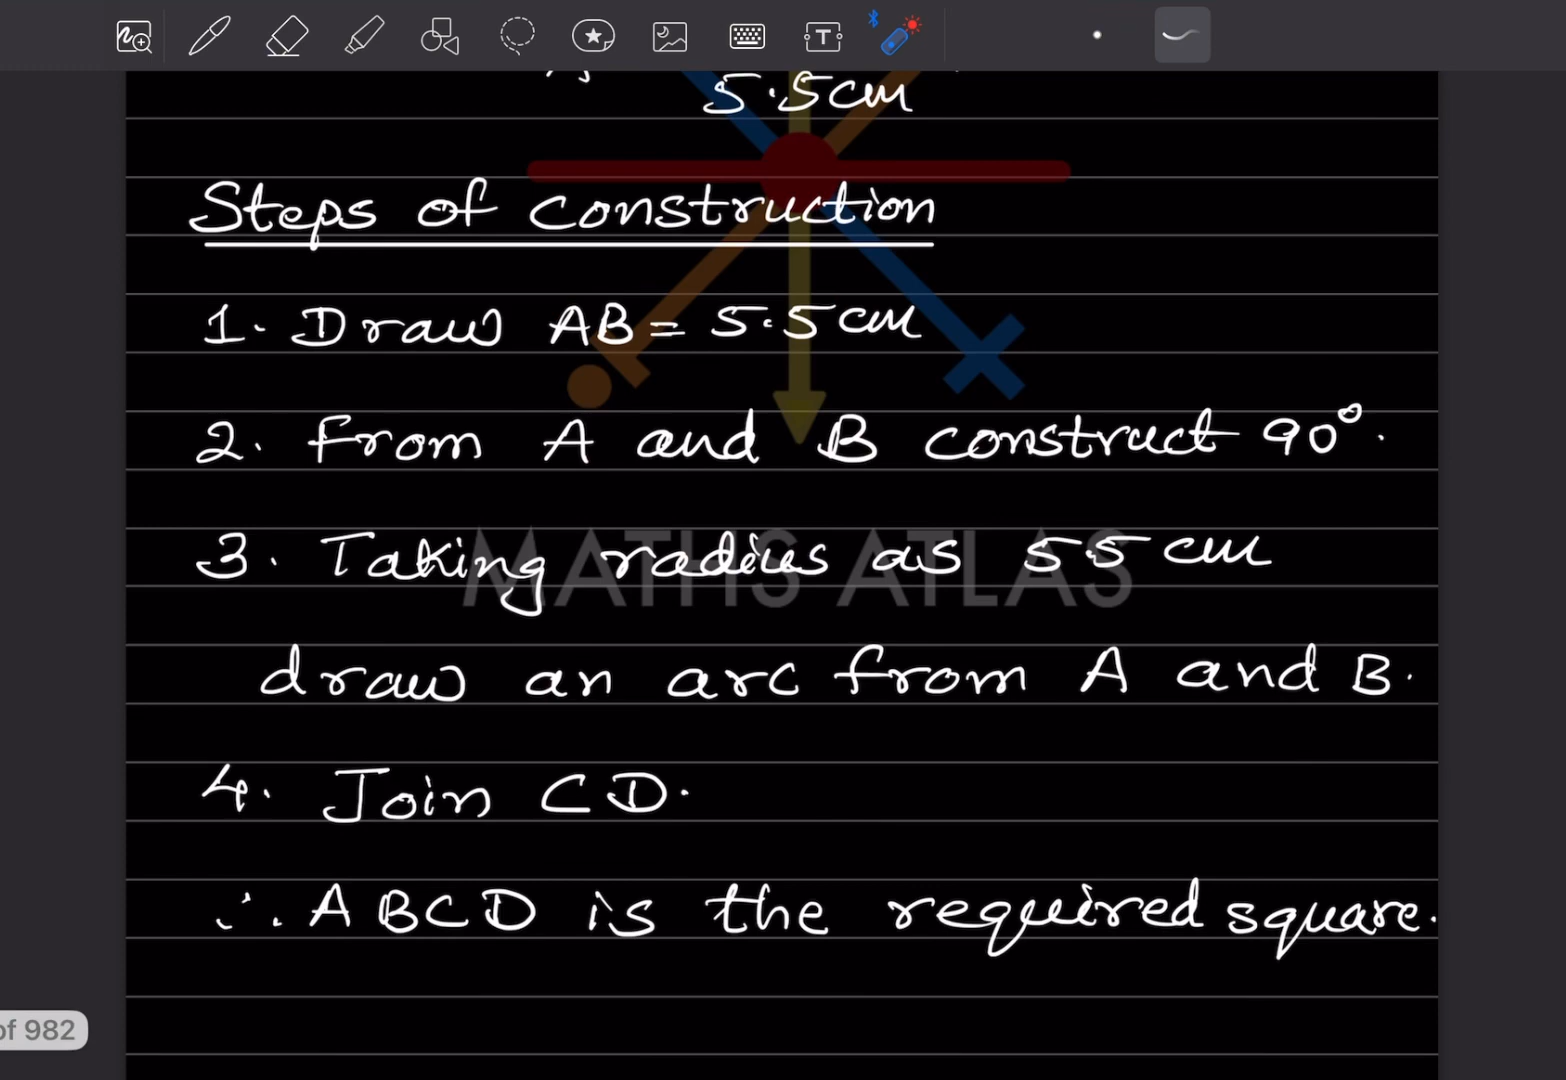 5.5cm
Steps of construction
1. Draw AB = 5.5cm
2. From A and B construct 90°.
3. Taking radius as 5.5 cm
MATHS ATLAS
draw an arc from A and B.
4. Join CD.
∴ ABCD is the required square.
of 982